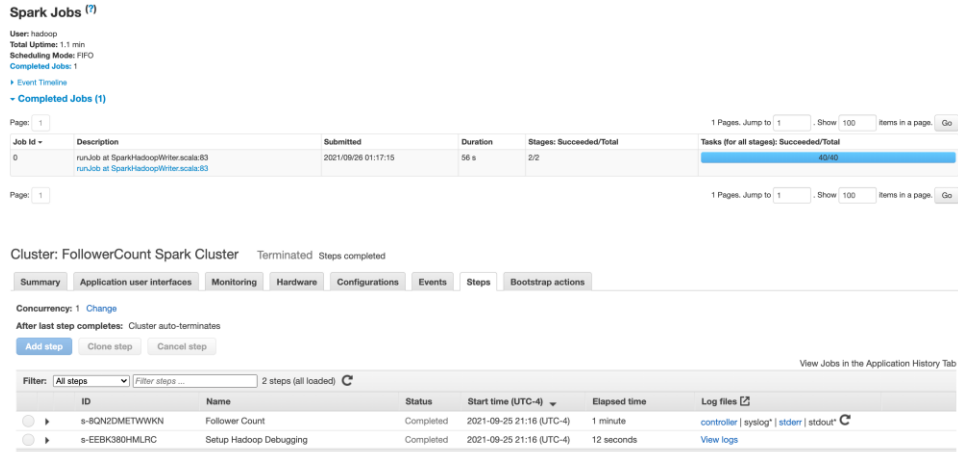 Spark Jobs (?)
User: hadoop
Total Uptime: 1.1 min
Scheduling Mode: FIFO
Completed Jobs: 1
Event Timeline
Completed Jobs (1)
Page: 1 1 Pages. Jump to 1 . Show 100 items in a page. Go
Job Id Description Submitted Duration Stages: Succeeded/Total Tasks (for all stages): Succeeded/Total
0 runJob at SparkHadoopWriter.scala:83 2021/09/26 01:17:15 56 s 2/2 40/40
runJob at SparkHadoopWriter.scala:83
Page: 1 1 Pages. Jump to 1 . Show 100 items in a page. Go
Cluster: FollowerCount Spark Cluster Terminated Steps completed
Summary Application user interfaces Monitoring Hardware Configurations Events Steps Bootstrap actions
Concurrency: 1 Change
After last step completes: Cluster auto-terminates
Add step Clone step Cancel step
View Jobs in the Application History Tab
Filter: All steps Filter steps ... 2 steps (all loaded)
ID Name Status Start time (UTC-4) Elapsed time Log files
s-8QN2DMETWWKN Follower Count Completed 2021-09-25 21:16 (UTC-4) 1 minute controller | syslog* | stderr | stdout*
s-EEBK380HMLRC Setup Hadoop Debugging Completed 2021-09-25 21:16 (UTC-4) 12 seconds View logs